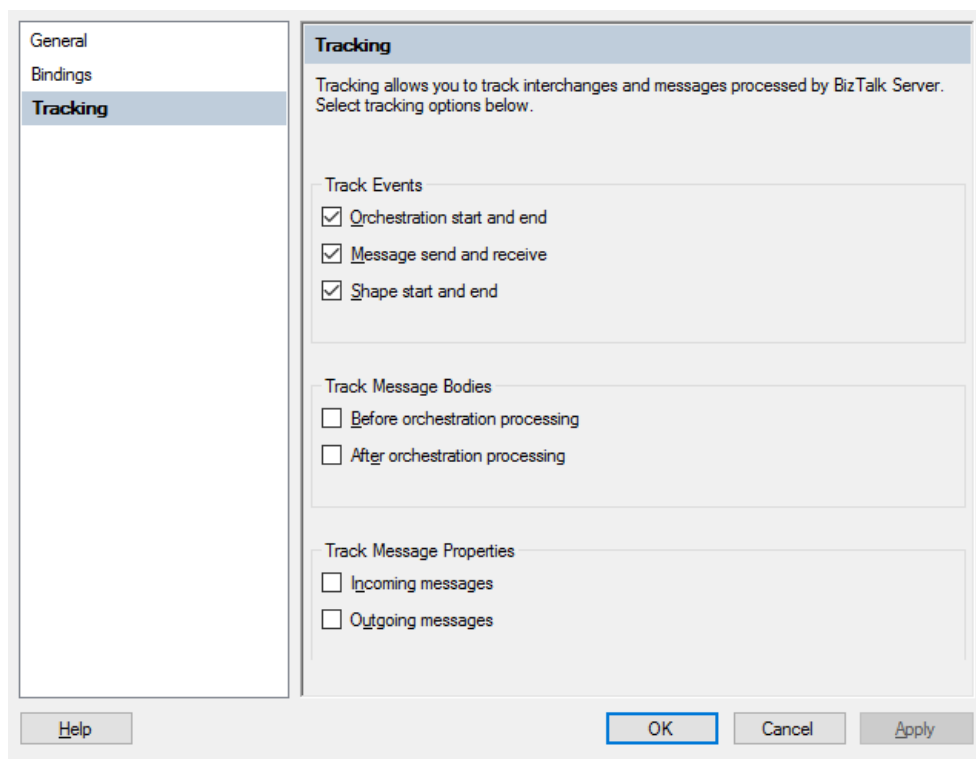 General
Bindings
Tracking
Tracking
Tracking allows you to track interchanges and messages processed by BizTalk Server.
Select tracking options below.
Track Events
Orchestration start and end
Message send and receive
Shape start and end
Track Message Bodies
Before orchestration processing
After orchestration processing
Track Message Properties
Incoming messages
Outgoing messages
Help
OK
Cancel
Apply